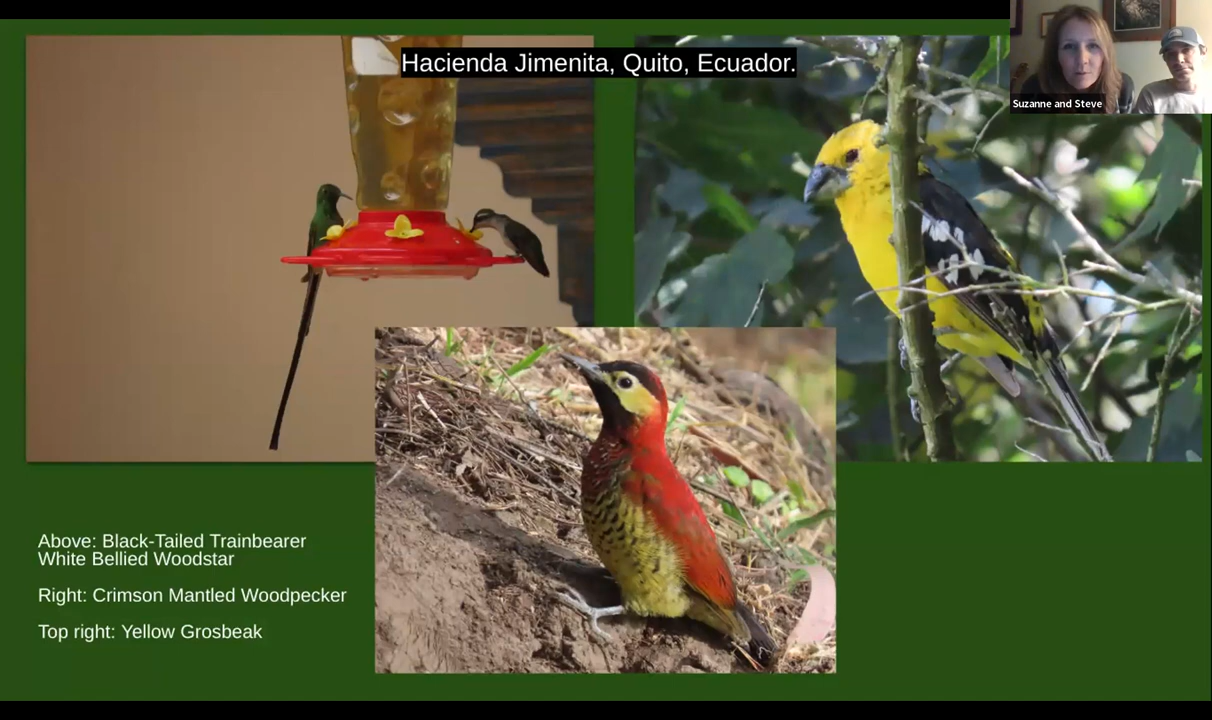 Hacienda Jimenita, Quito, Ecuador.
Suzanne and Steve
Above: Black-Tailed Trainbearer
White Bellied Woodstar
Right: Crimson Mantled Woodpecker
Top right: Yellow Grosbeak